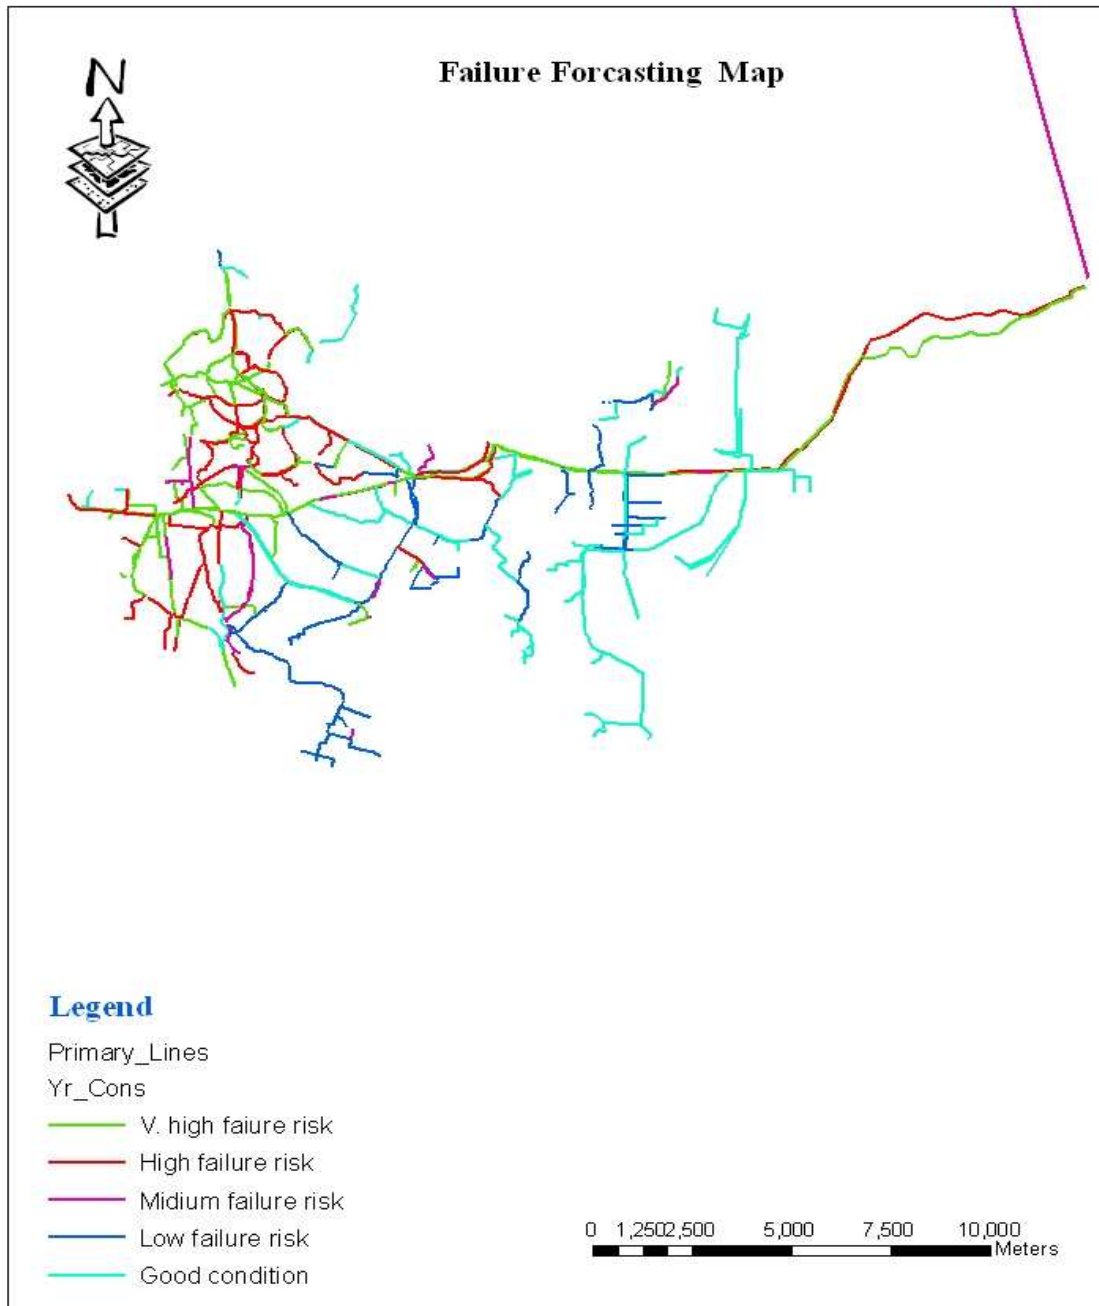 N
Failure Forcasting Map
Legend
Primary_Lines
Yr_Cons
V. high faiure risk
High failure risk
Midium failure risk
Low failure risk
Good condition
0 1,2502,500 5,000 7,500 10,000
Meters